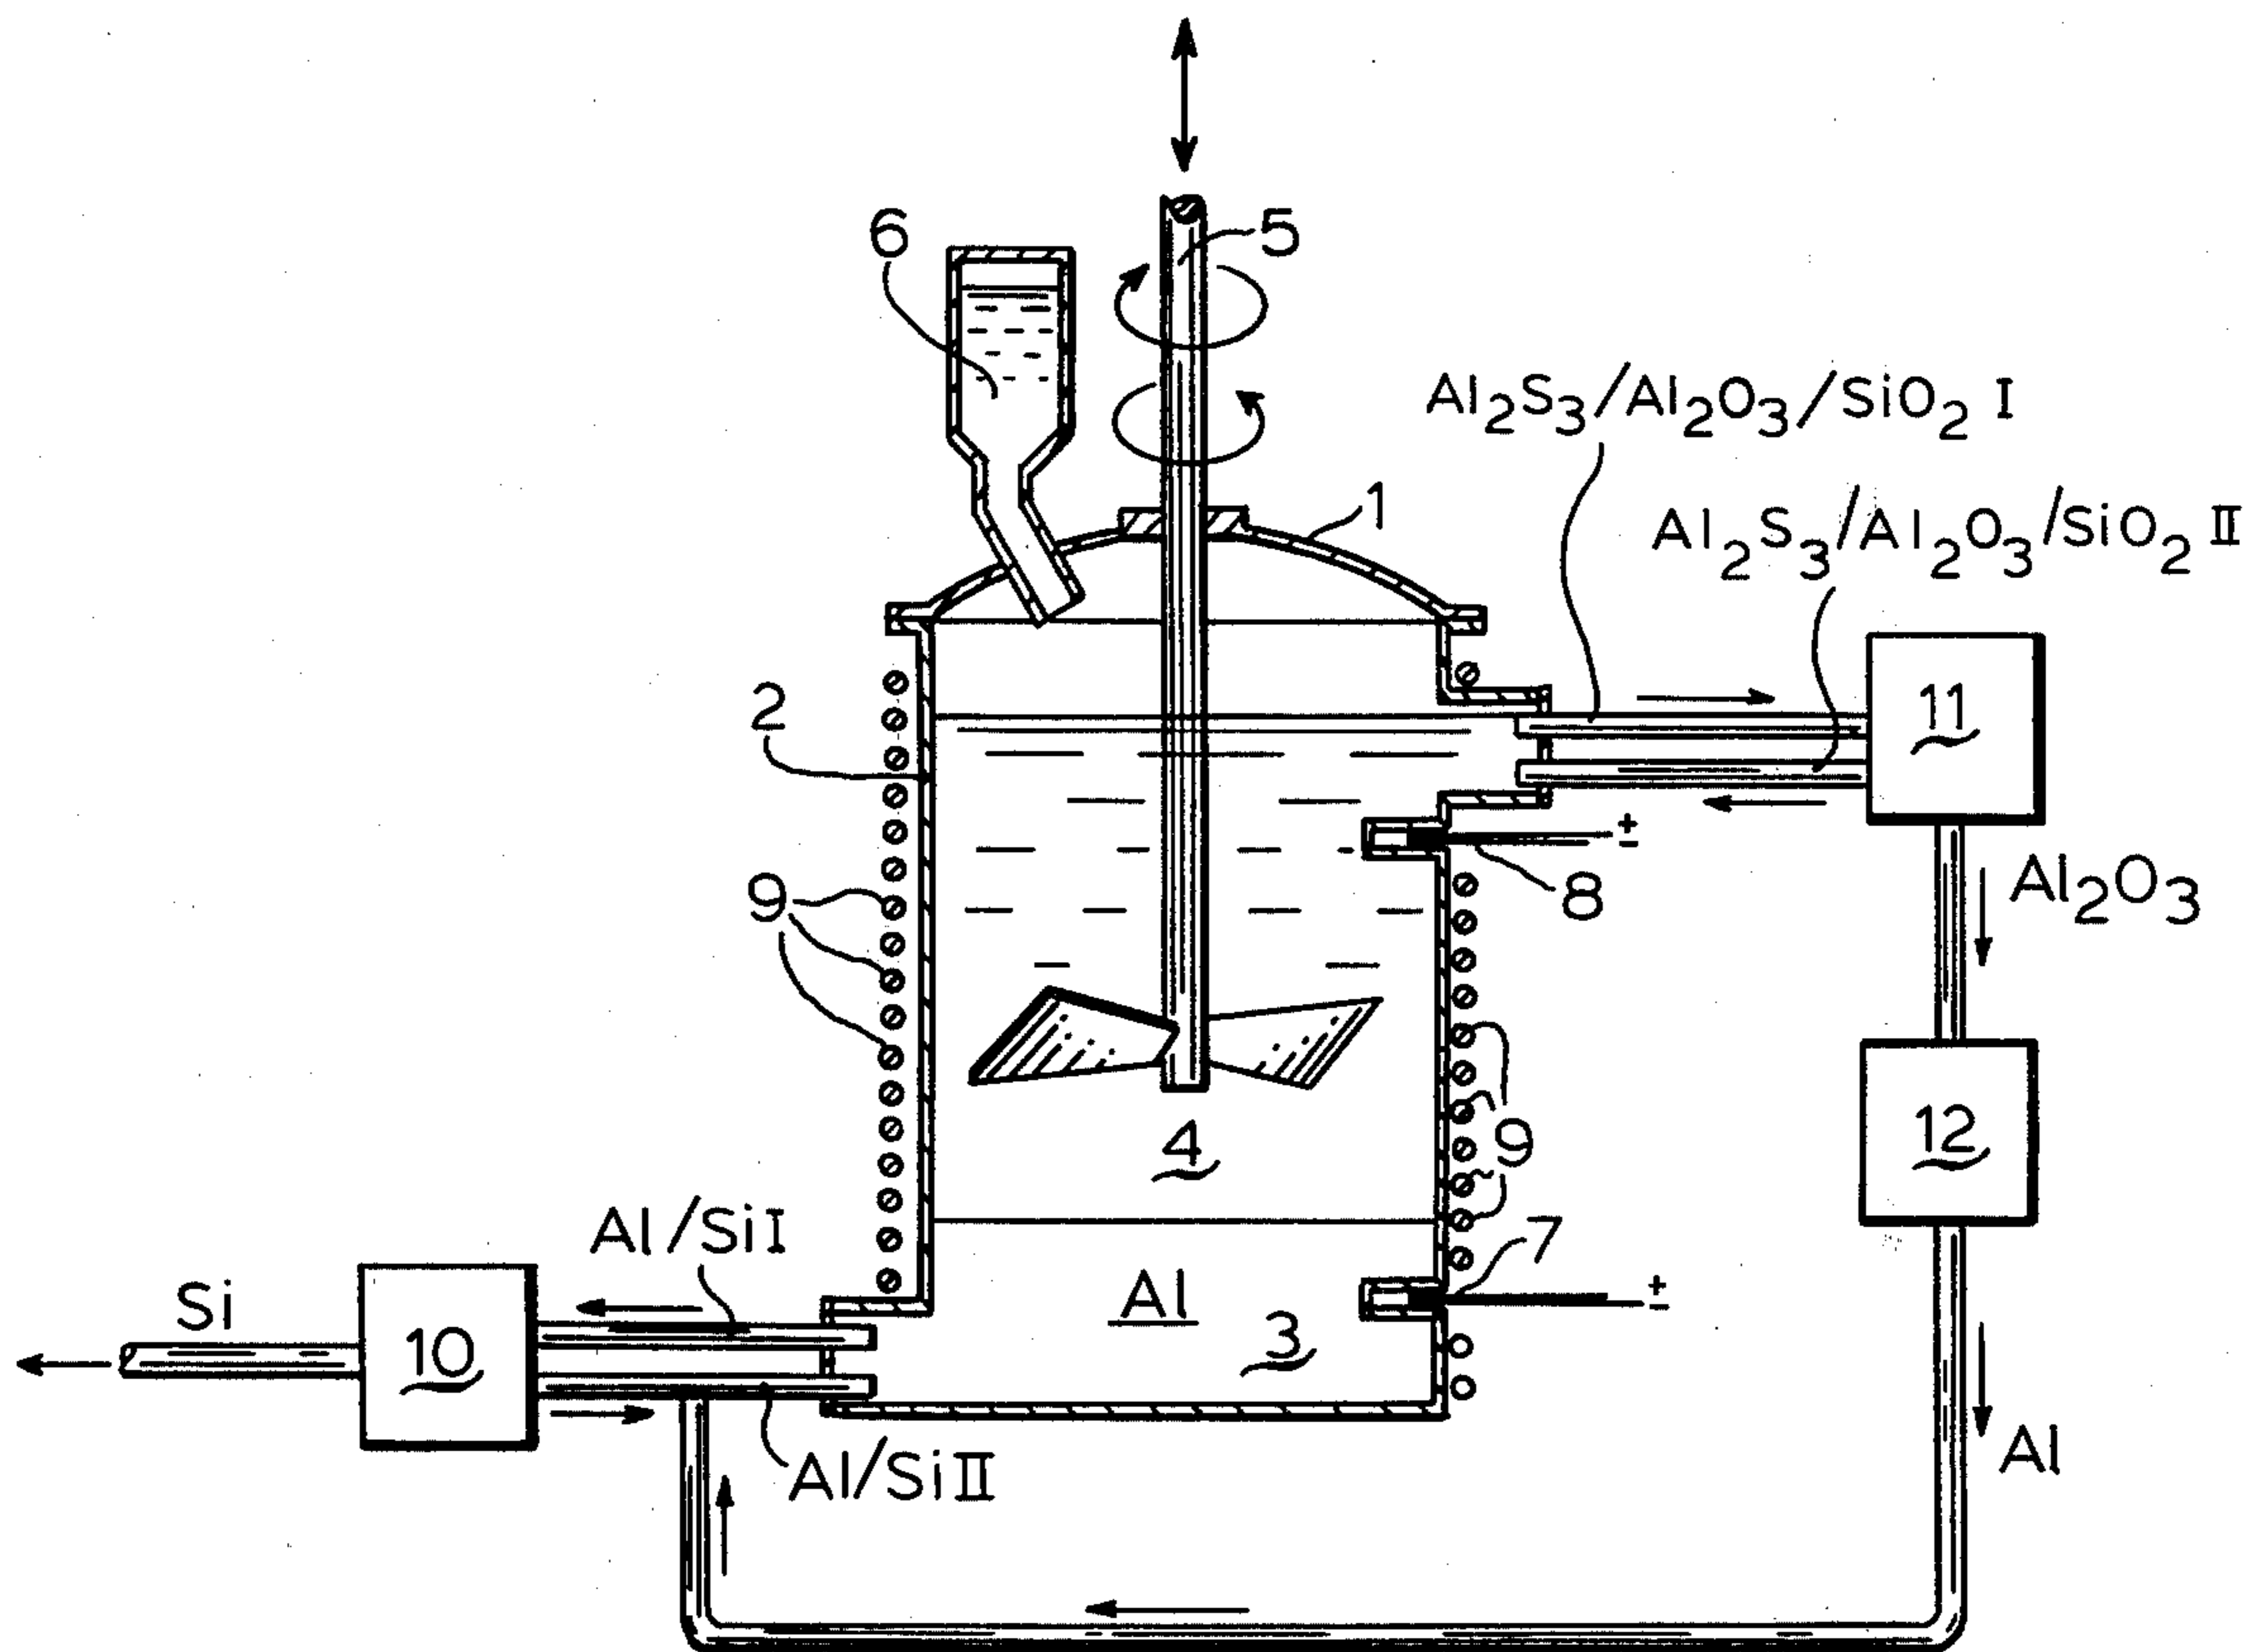 6
5
Al2S3/Al2O3/SiO2 I
1
Al2S3/Al2O3/SiO2 II
2
11
±
8
9
Al2O3
12
9
4
Al/Si I
7
±
Si
Al
10
3
Al
Al/Si II